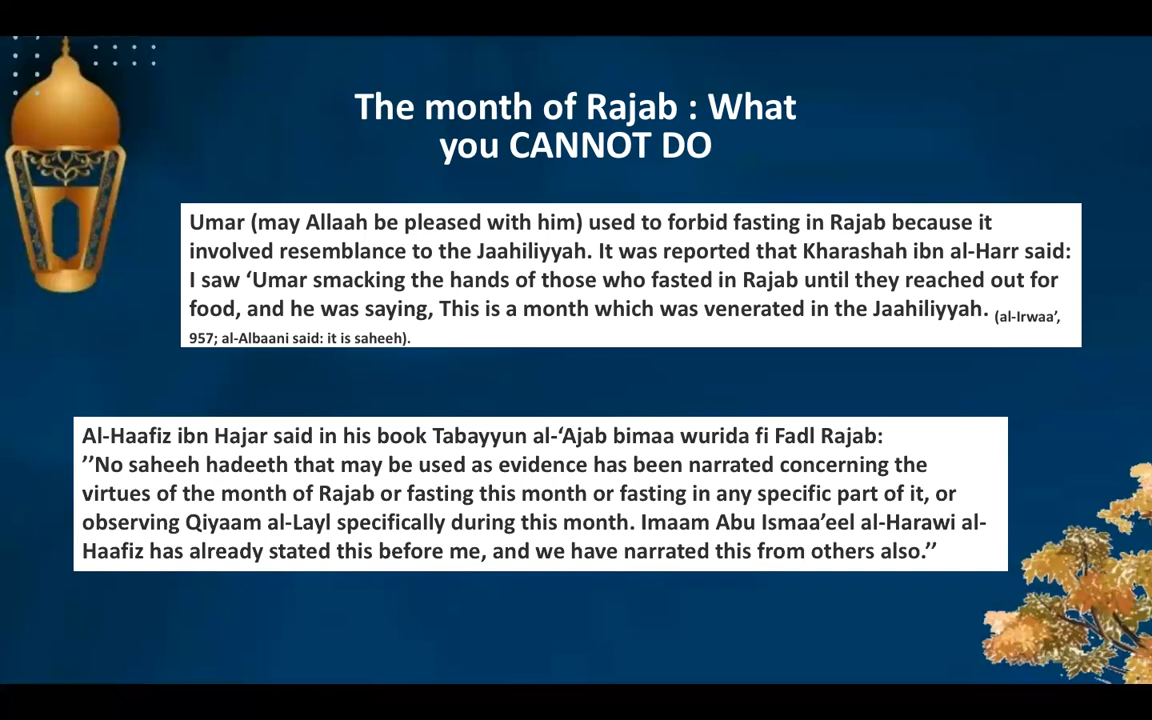 The month of Rajab : What
you CANNOT DO
Umar (may Allaah be pleased with him) used to forbid fasting in Rajab because it
involved resemblance to the Jaahiliyyah. It was reported that Kharashah ibn al-Harr said:
I saw ‘Umar smacking the hands of those who fasted in Rajab until they reached out for
food, and he was saying, This is a month which was venerated in the Jaahiliyyah. (al-Irwaa’,
957; al-Albaani said: it is saheeh).
Al-Haafiz ibn Hajar said in his book Tabayyun al-‘Ajab bimaa wurida fi Fadl Rajab:
’’No saheeh hadeeth that may be used as evidence has been narrated concerning the
virtues of the month of Rajab or fasting this month or fasting in any specific part of it, or
observing Qiyaam al-Layl specifically during this month. Imaam Abu Ismaa’eel al-Harawi al-
Haafiz has already stated this before me, and we have narrated this from others also.’’